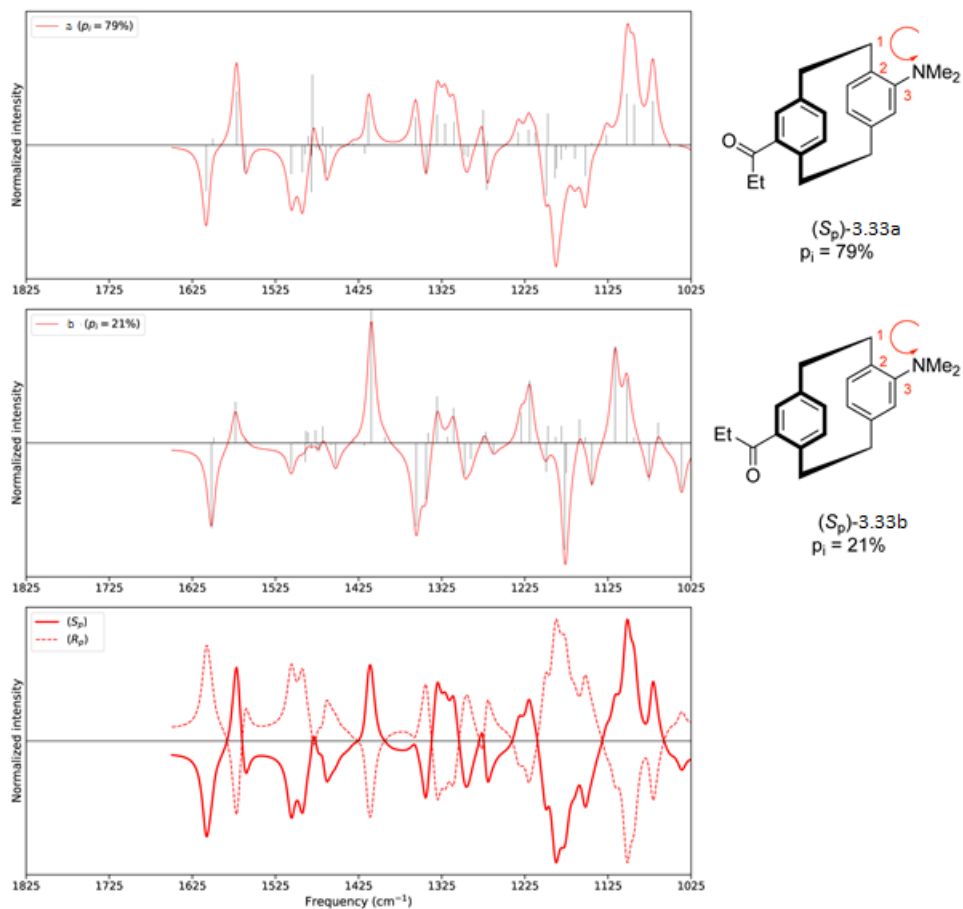 a (pᵢ = 79%)
Normalized intensity
1825 1725 1625 1525 1425 1325 1225 1125 1025
1
2
3
NMe₂
O
Et
(Sₚ)-3.33a
pᵢ = 79%
b (pᵢ = 21%)
Normalized intensity
1825 1725 1625 1525 1425 1325 1225 1125 1025
1
2
3
NMe₂
Et
O
(Sₚ)-3.33b
pᵢ = 21%
(Sₚ)
(Rₚ)
Normalized intensity
1825 1725 1625 1525 1425 1325 1225 1125 1025
Frequency (cm⁻¹)